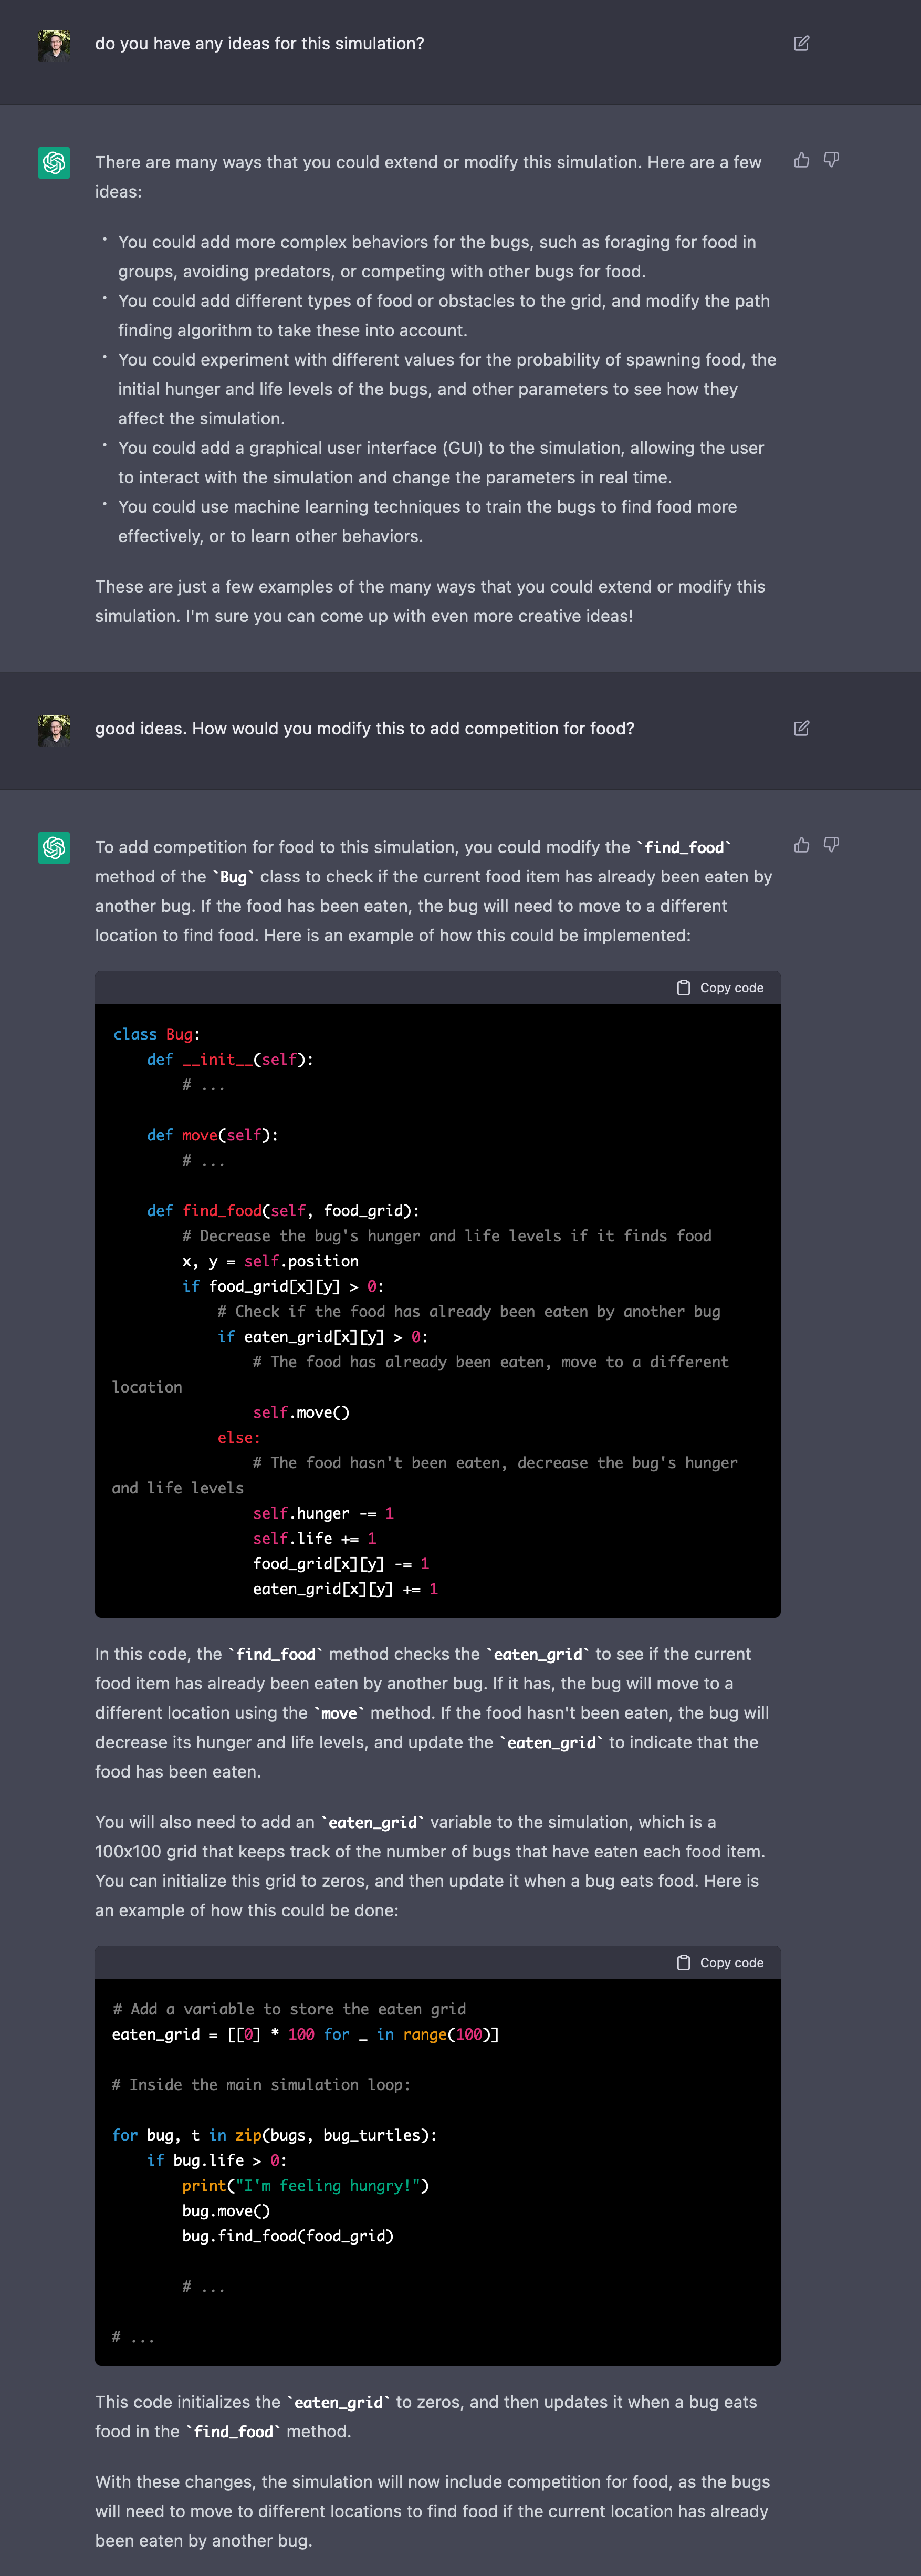 do you have any ideas for this simulation?
There are many ways that you could extend or modify this simulation. Here are a few
ideas:
• You could add more complex behaviors for the bugs, such as foraging for food in
groups, avoiding predators, or competing with other bugs for food.
• You could add different types of food or obstacles to the grid, and modify the path
finding algorithm to take these into account.
• You could experiment with different values for the probability of spawning food, the
initial hunger and life levels of the bugs, and other parameters to see how they
affect the simulation.
• You could add a graphical user interface (GUI) to the simulation, allowing the user
to interact with the simulation and change the parameters in real time.
• You could use machine learning techniques to train the bugs to find food more
effectively, or to learn other behaviors.
These are just a few examples of the many ways that you could extend or modify this
simulation. I'm sure you can come up with even more creative ideas!
good ideas. How would you modify this to add competition for food?
To add competition for food to this simulation, you could modify the `find_food`
method of the `Bug` class to check if the current food item has already been eaten by
another bug. If the food has been eaten, the bug will need to move to a different
location to find food. Here is an example of how this could be implemented:
Copy code
class Bug:
    def __init__(self):
        # ...
    def move(self):
        # ...
    def find_food(self, food_grid):
        # Decrease the bug's hunger and life levels if it finds food
        x, y = self.position
        if food_grid[x][y] > 0:
            # Check if the food has already been eaten by another bug
            if eaten_grid[x][y] > 0:
                # The food has already been eaten, move to a different
location
                self.move()
            else:
                # The food hasn't been eaten, decrease the bug's hunger
and life levels
                self.hunger -= 1
                self.life += 1
                food_grid[x][y] -= 1
                eaten_grid[x][y] += 1
In this code, the `find_food` method checks the `eaten_grid` to see if the current
food item has already been eaten by another bug. If it has, the bug will move to a
different location using the `move` method. If the food hasn't been eaten, the bug will
decrease its hunger and life levels, and update the `eaten_grid` to indicate that the
food has been eaten.
You will also need to add an `eaten_grid` variable to the simulation, which is a
100x100 grid that keeps track of the number of bugs that have eaten each food item.
You can initialize this grid to zeros, and then update it when a bug eats food. Here is
an example of how this could be done:
Copy code
# Add a variable to store the eaten grid
eaten_grid = [[0] * 100 for _ in range(100)]
# Inside the main simulation loop:
for bug, t in zip(bugs, bug_turtles):
    if bug.life > 0:
        print("I'm feeling hungry!")
        bug.move()
        bug.find_food(food_grid)
        # ...
# ...
This code initializes the `eaten_grid` to zeros, and then updates it when a bug eats
food in the `find_food` method.
With these changes, the simulation will now include competition for food, as the bugs
will need to move to different locations to find food if the current location has already
been eaten by another bug.